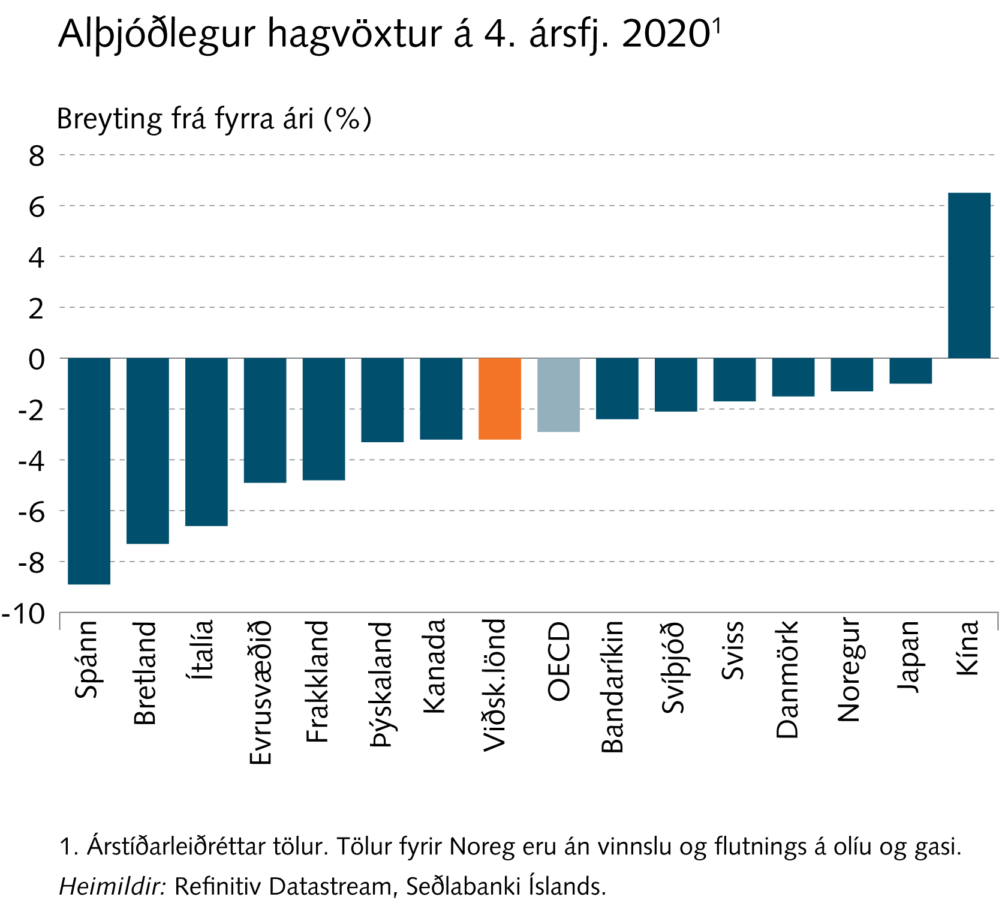 Alþjóðlegur hagvöxtur á 4. ársfj. 2020¹
Breyting frá fyrra ári (%)
8
6
4
2
0
-2
-4
-6
-8
-10
Spánn
Bretland
Ítalía
Evrusvæðið
Frakkland
Þýskaland
Kanada
Viðsk.lönd
OECD
Bandaríkin
Svíþjóð
Sviss
Danmörk
Noregur
Japan
Kína
1. Árstíðarleiðréttar tölur. Tölur fyrir Noreg eru án vinnslu og flutnings á olíu og gasi.
Heimildir: Refinitiv Datastream, Seðlabanki Íslands.